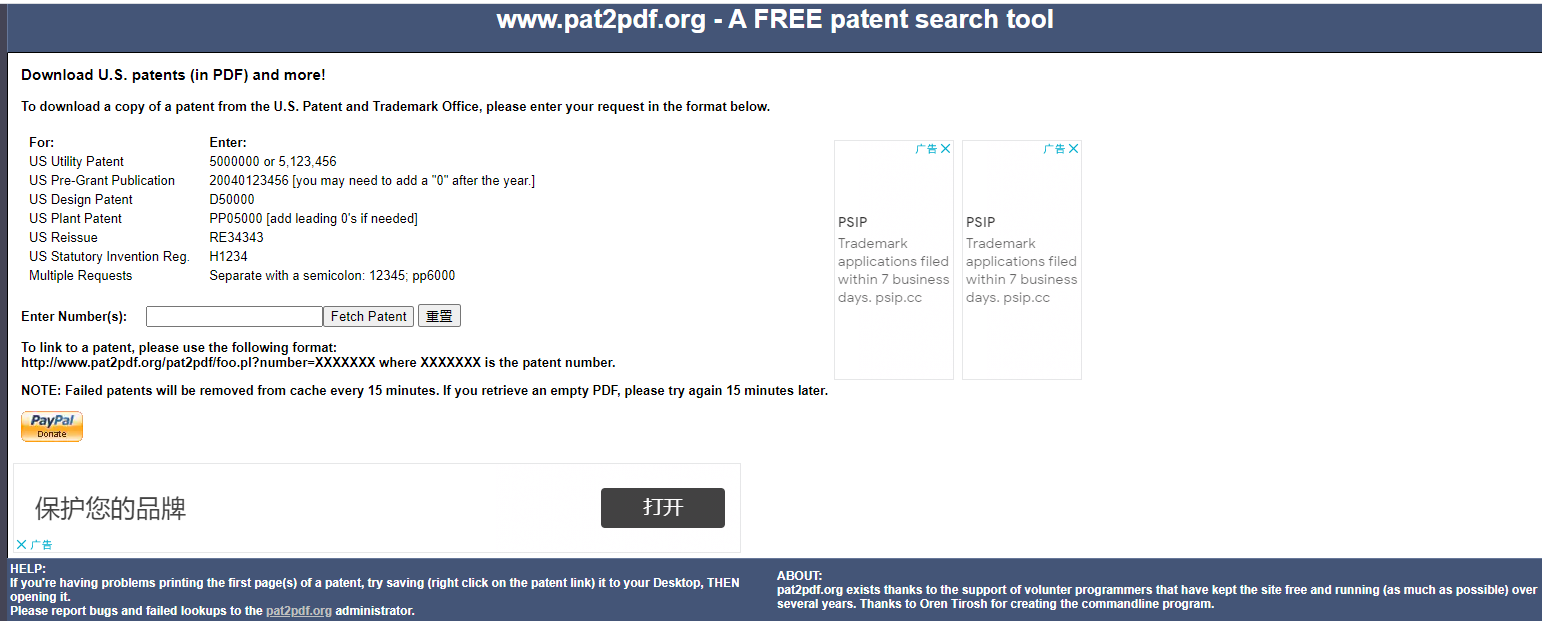 www.pat2pdf.org - A FREE patent search tool
Download U.S. patents (in PDF) and more!
To download a copy of a patent from the U.S. Patent and Trademark Office, please enter your request in the format below.
For: Enter:
US Utility Patent 5000000 or 5,123,456
US Pre-Grant Publication 20040123456 [you may need to add a "0" after the year.]
US Design Patent D50000
US Plant Patent PP05000 [add leading 0's if needed]
US Reissue RE34343
US Statutory Invention Reg. H1234
Multiple Requests Separate with a semicolon: 12345; pp6000
Enter Number(s): Fetch Patent 重置
To link to a patent, please use the following format:
http://www.pat2pdf.org/pat2pdf/foo.pl?number=XXXXXXX where XXXXXXX is the patent number.
NOTE: Failed patents will be removed from cache every 15 minutes. If you retrieve an empty PDF, please try again 15 minutes later.
PayPal
Donate
广告
PSIP
Trademark
applications filed
within 7 business
days. psip.cc
广告
PSIP
Trademark
applications filed
within 7 business
days. psip.cc
保护您的品牌
打开
广告
HELP:
If you're having problems printing the first page(s) of a patent, try saving (right click on the patent link) it to your Desktop, THEN
opening it.
Please report bugs and failed lookups to the pat2pdf.org administrator.
ABOUT:
pat2pdf.org exists thanks to the support of volunter programmers that have kept the site free and running (as much as possible) over
several years. Thanks to Oren Tirosh for creating the commandline program.